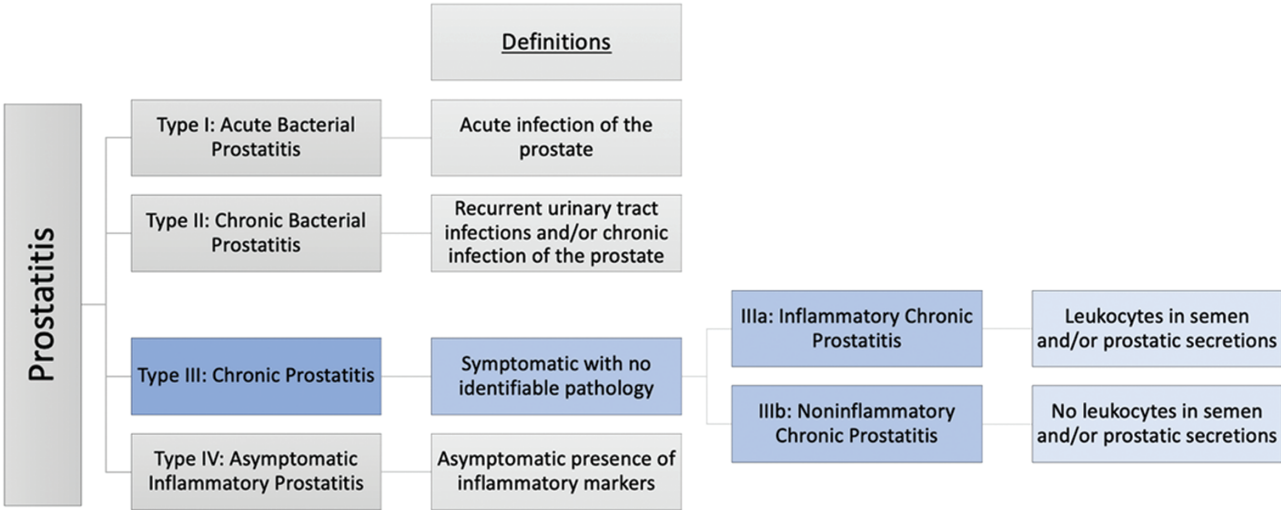 Definitions
Prostatitis
Type I: Acute Bacterial
Prostatitis
Acute infection of the
prostate
Type II: Chronic Bacterial
Prostatitis
Recurrent urinary tract
infections and/or chronic
infection of the prostate
Type III: Chronic Prostatitis
Symptomatic with no
identifiable pathology
IIIa: Inflammatory Chronic
Prostatitis
Leukocytes in semen
and/or prostatic secretions
IIIb: Noninflammatory
Chronic Prostatitis
No leukocytes in semen
and/or prostatic secretions
Type IV: Asymptomatic
Inflammatory Prostatitis
Asymptomatic presence of
inflammatory markers